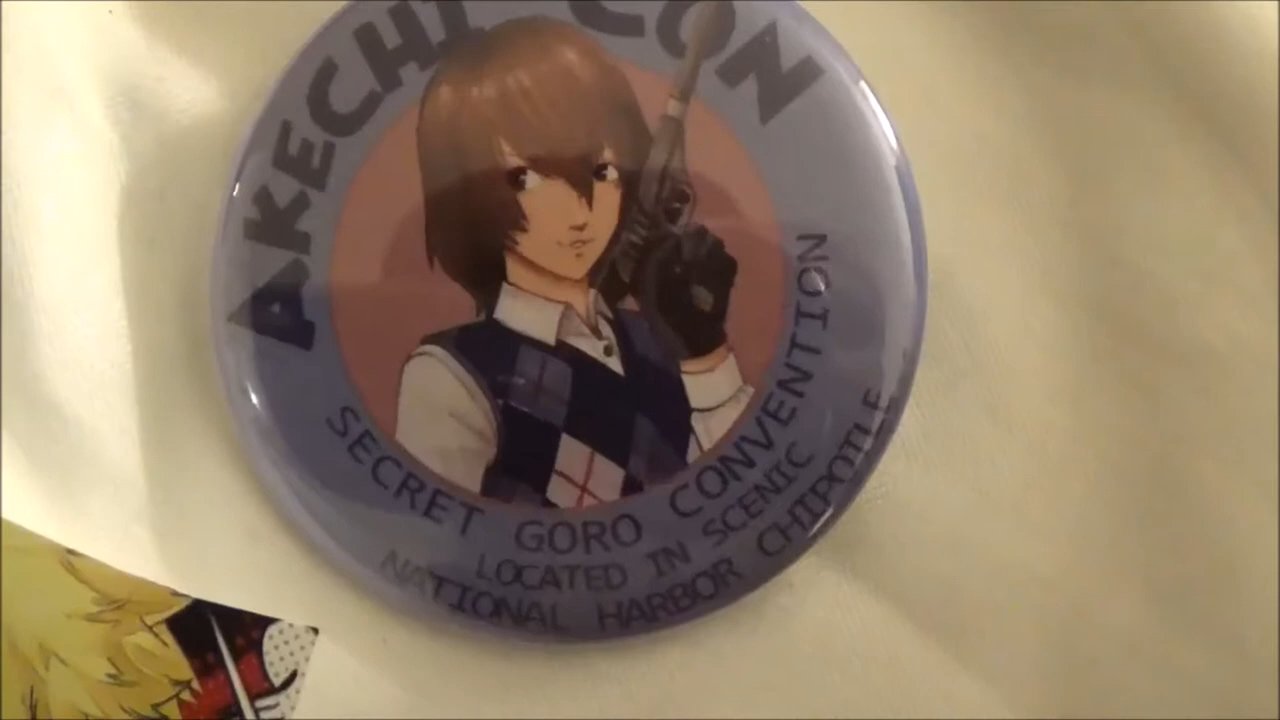 AKECHI CON
SECRET GORO CONVENTION
LOCATED IN SCENIC
NATIONAL HARBOR CHIPOTLE